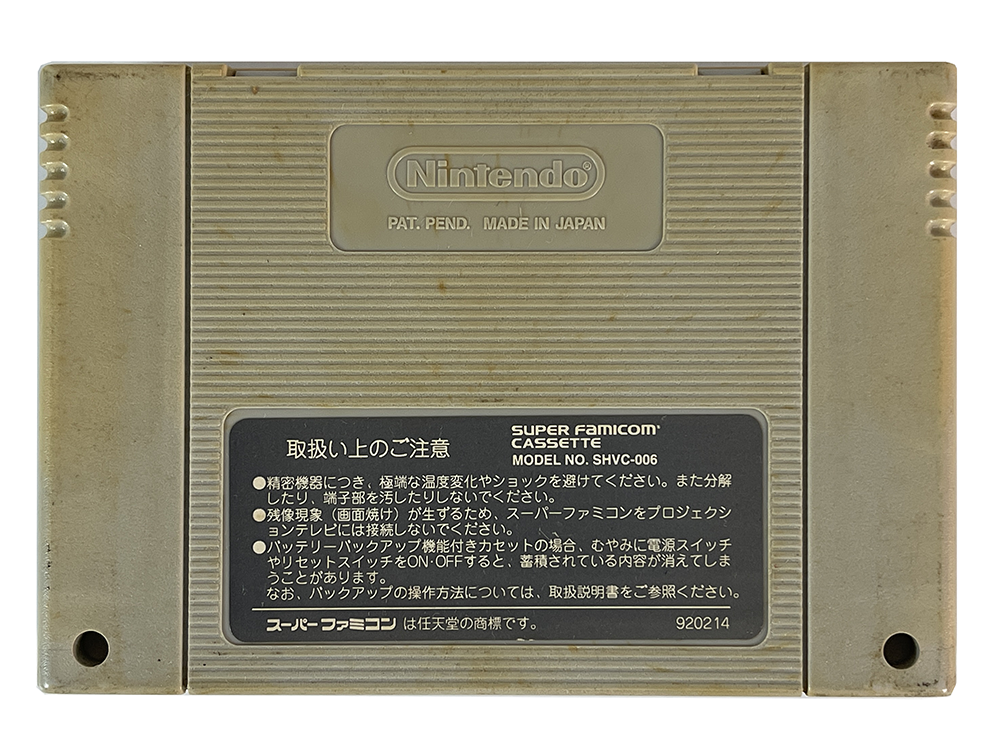 Nintendo®
PAT. PEND. MADE IN JAPAN
取扱い上のご注意
SUPER FAMICOM
CASSETTE
MODEL NO. SHVC-006
●精密機器につき、極端な温度変化やショックを避けてください。また分解
したり、端子部を汚したりしないでください。
●残像現象（画面焼け）が生ずるため、スーパーファミコンをプロジェクシ
ョンテレビには接続しないでください。
●バッテリーバックアップ機能付きカセットの場合、むやみに電源スイッチ
やリセットスイッチをON·OFFすると、蓄積されている内容が消えてしま
うことがあります。
なお、バックアップの操作方法については、取扱説明書をご参照ください。
スーパーファミコン は任天堂の商標です。
920214